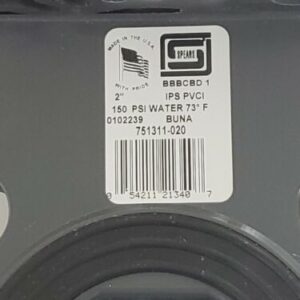 MADE IN THE U.S.A.
WITH PRIDE
SPEARS
BBBCBD.1
2" IPS PVCI
150 PSI WATER 73° F
0102239 BUNA
751311-020
0 54211 21340 7